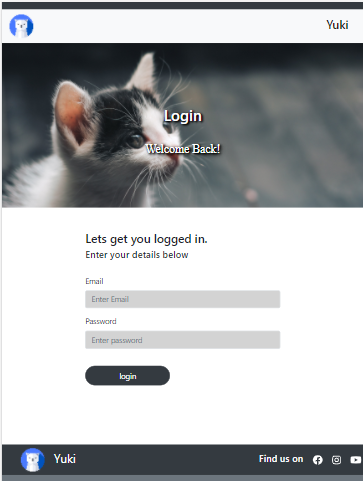 Yuki
Login
Welcome Back!
Lets get you logged in.
Enter your details below
Email
Enter Email
Password
Enter password
login
Yuki
Find us on